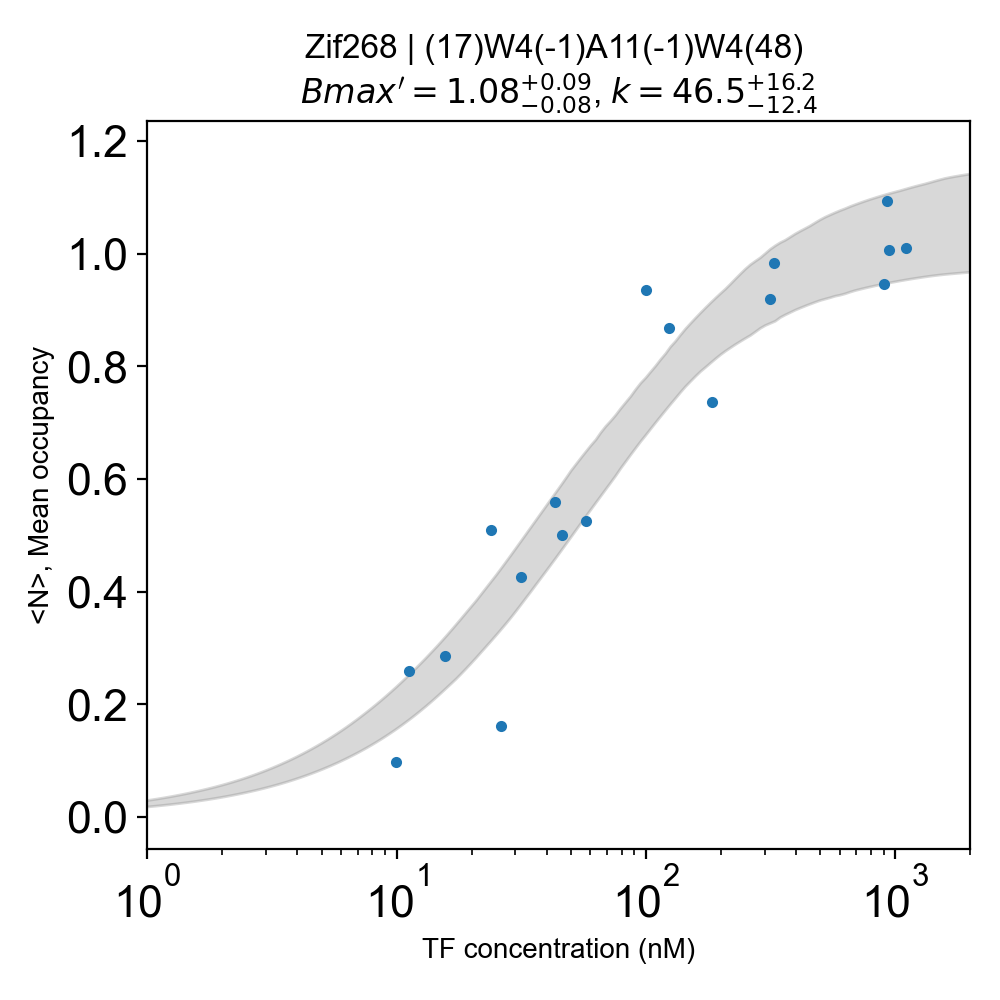 Zif268 | (17)W4(-1)A11(-1)W4(48)
Bmax′ = 1.08+0.09−0.08, k = 46.5+16.2−12.4
1.2
1.0
0.8
0.6
0.4
0.2
0.0
<N>, Mean occupancy
10^0 10^1 10^2 10^3
TF concentration (nM)